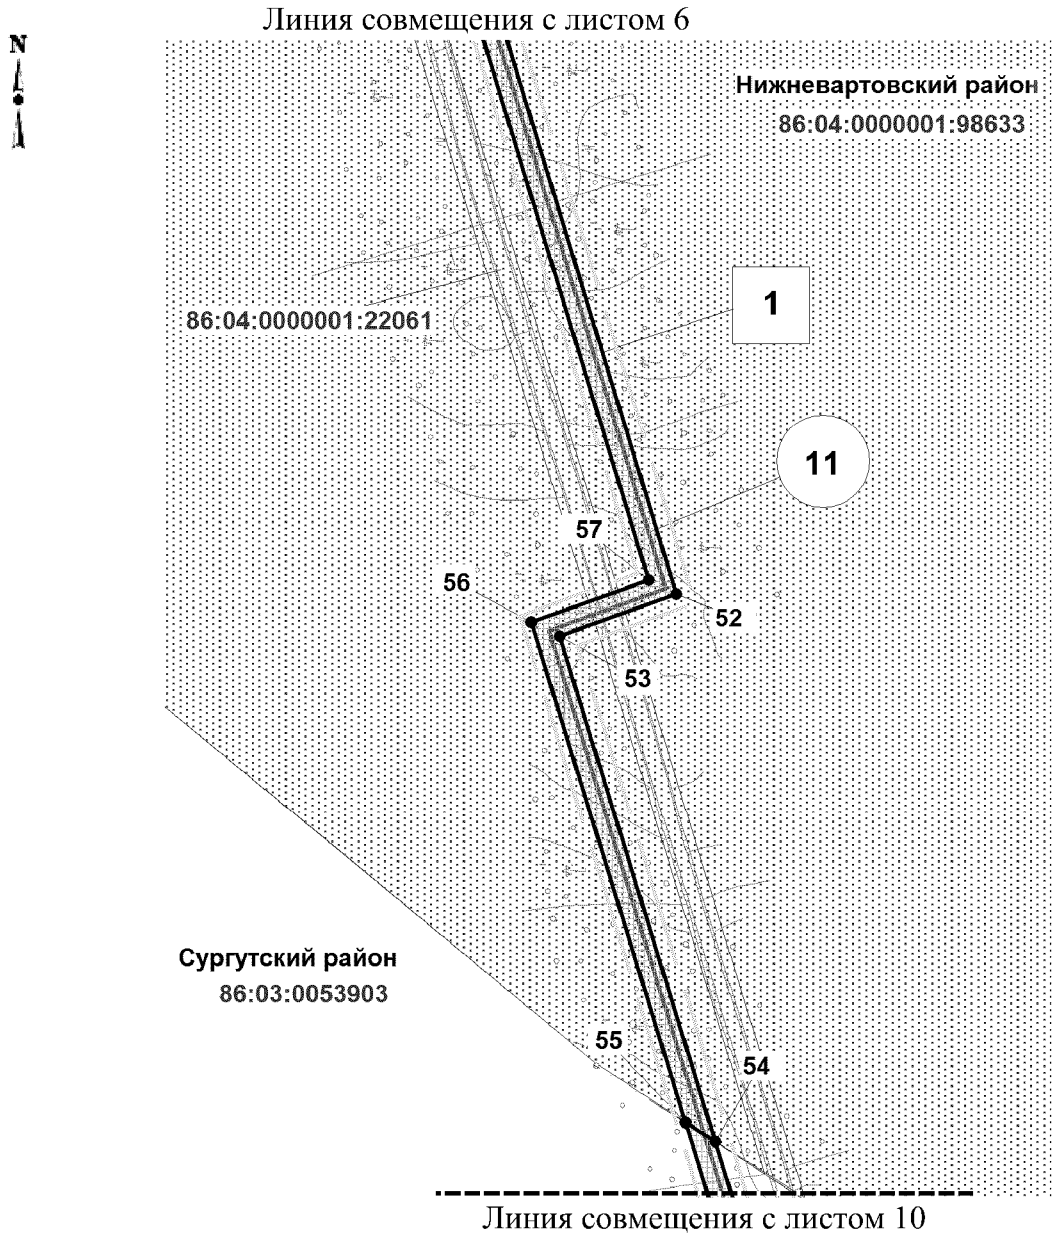 Линия совмещения с листом 6
N
Нижневартовский район
86:04:0000001:98633
1
86:04:0000001:22061
11
57
56
52
53
Сургутский район
86:03:0053903
55
54
Линия совмещения с листом 10